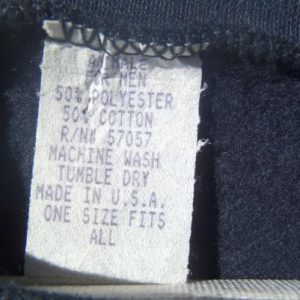 FOR MEN
50% POLYESTER
50% COTTON
R/N# 57057
MACHINE WASH
TUMBLE DRY
MADE IN U.S.A.
ONE SIZE FITS
ALL